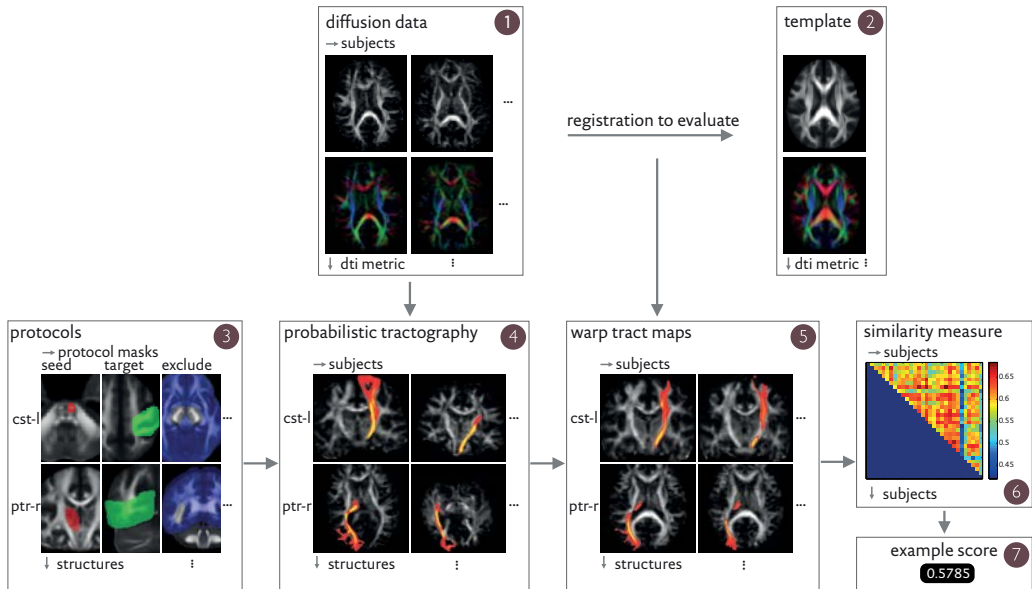 diffusion data
1
→ subjects
...
...
↓ dti metric
⋮
registration to evaluate
template
2
↓ dti metric ⋮
protocols
3
→ protocol masks
seed target exclude
cst-l
...
ptr-r
...
↓ structures
⋮
probabilistic tractography
4
→ subjects
cst-l
...
ptr-r
...
↓ structures
⋮
warp tract maps
5
→ subjects
cst-l
...
ptr-r
...
↓ structures
⋮
similarity measure
→ subjects
0.65
0.6
0.55
0.5
0.45
↓ subjects
6
example score
7
0.5785